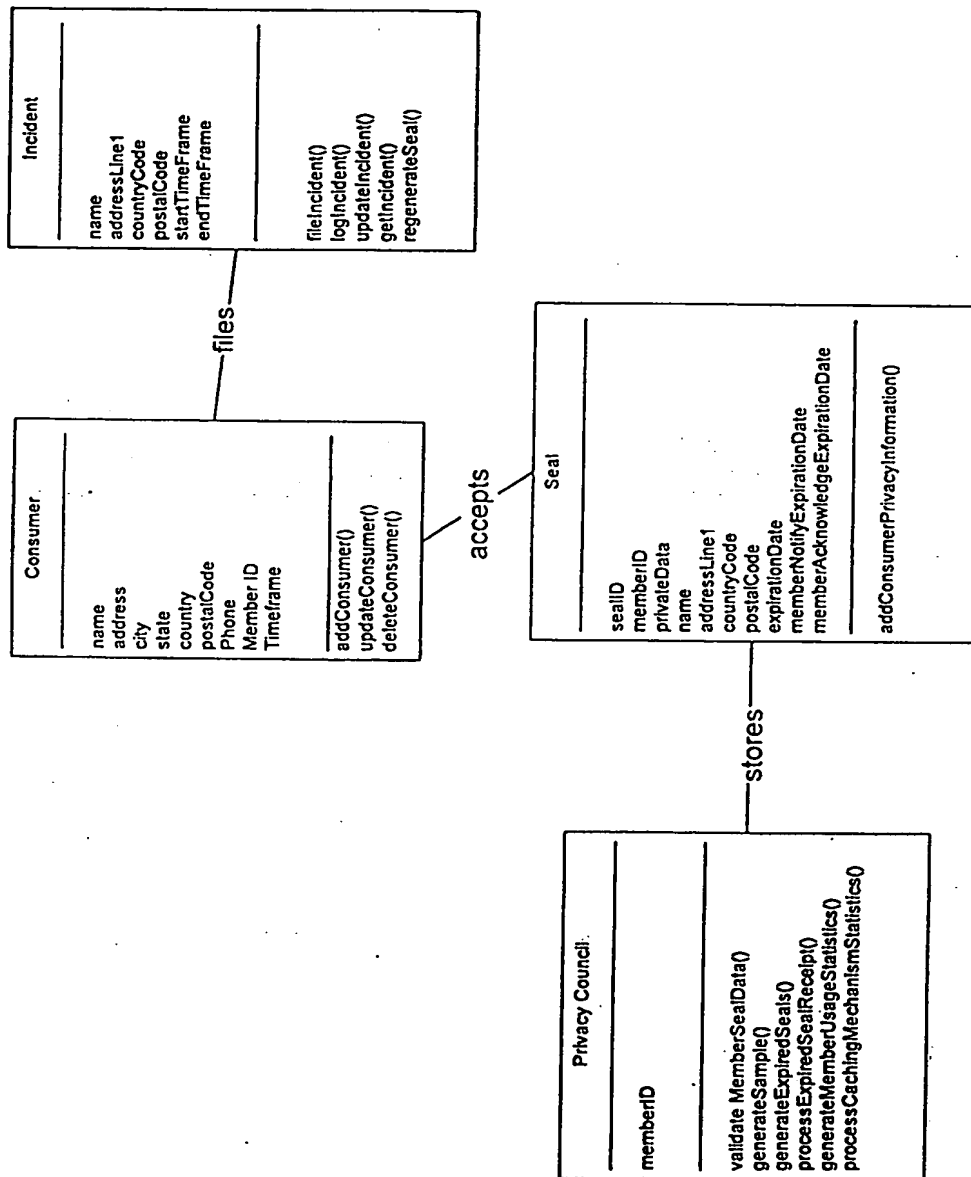 Incident
name
addressLine1
countryCode
postalCode
startTimeFrame
endTimeFrame
fileIncident()
logIncident()
updateIncident()
getIncident()
regenerateSeal()
files
Consumer
name
address
city
state
country
postalCode
Phone
Member ID
Timeframe
addConsumer()
updateConsumer()
deleteConsumer()
accepts
Seal
sealID
memberID
privateData
name
addressLine1
countryCode
postalCode
expirationDate
memberNotifyExpirationDate
memberAcknowledgeExpirationDate
addConsumerPrivacyInformation()
stores
Privacy Council
memberID
validate MemberSealData()
generateSample()
generateExpiredSeals()
processExpiredSealReceipt()
generateMemberUsageStatistics()
processCachingMechanismStatistics()